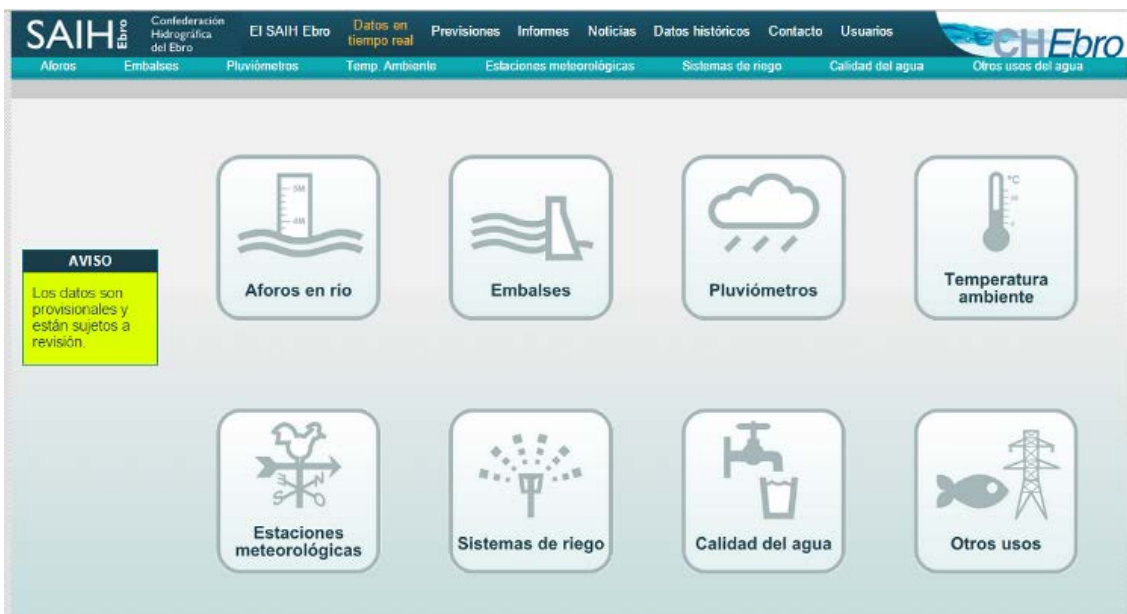 SAIH Ebro
Confederación
Hidrográfica
del Ebro
El SAIH Ebro
Datos en
tiempo real
Previsiones
Informes
Noticias
Datos históricos
Contacto
Usuarios
CHEbro
Aforos
Embalses
Pluviómetros
Temp. Ambiente
Estaciones meteorológicas
Sistemas de riego
Calidad del agua
Otros usos del agua
AVISO
Los datos son
provisionales y
están sujetos a
revisión.
5M
4M
Aforos en rio
Embalses
Pluviómetros
°C
Temperatura
ambiente
N
S
O
Estaciones
meteorológicas
Sistemas de riego
Calidad del agua
Otros usos